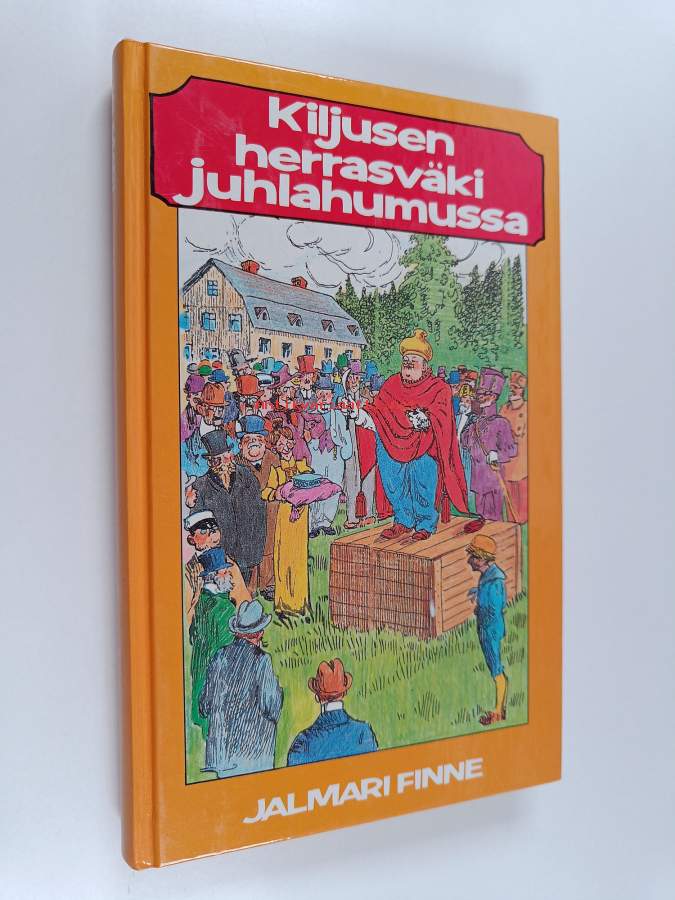 Kiljusen
herrasväki
juhlahumussa
JALMARI FINNE